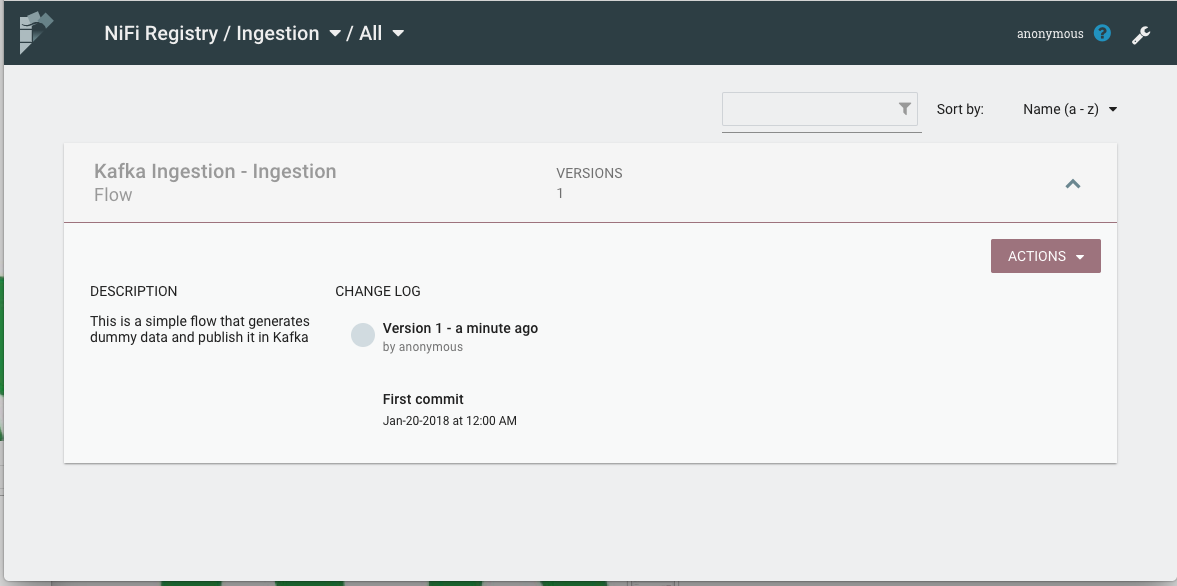 NiFi Registry / Ingestion / All
anonymous ?
Sort by: Name (a - z)
Kafka Ingestion - Ingestion
Flow
VERSIONS
1
ACTIONS
DESCRIPTION
This is a simple flow that generates
dummy data and publish it in Kafka
CHANGE LOG
Version 1 - a minute ago
by anonymous
First commit
Jan-20-2018 at 12:00 AM